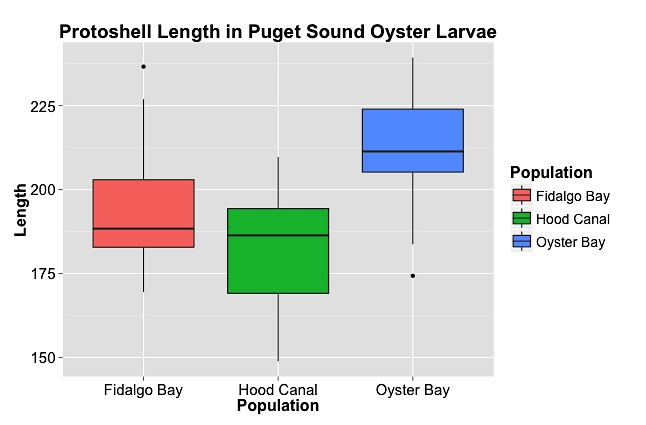 Protoshell Length in Puget Sound Oyster Larvae
225
200
175
150
Length
Fidalgo Bay
Hood Canal
Oyster Bay
Population
Population
Fidalgo Bay
Hood Canal
Oyster Bay